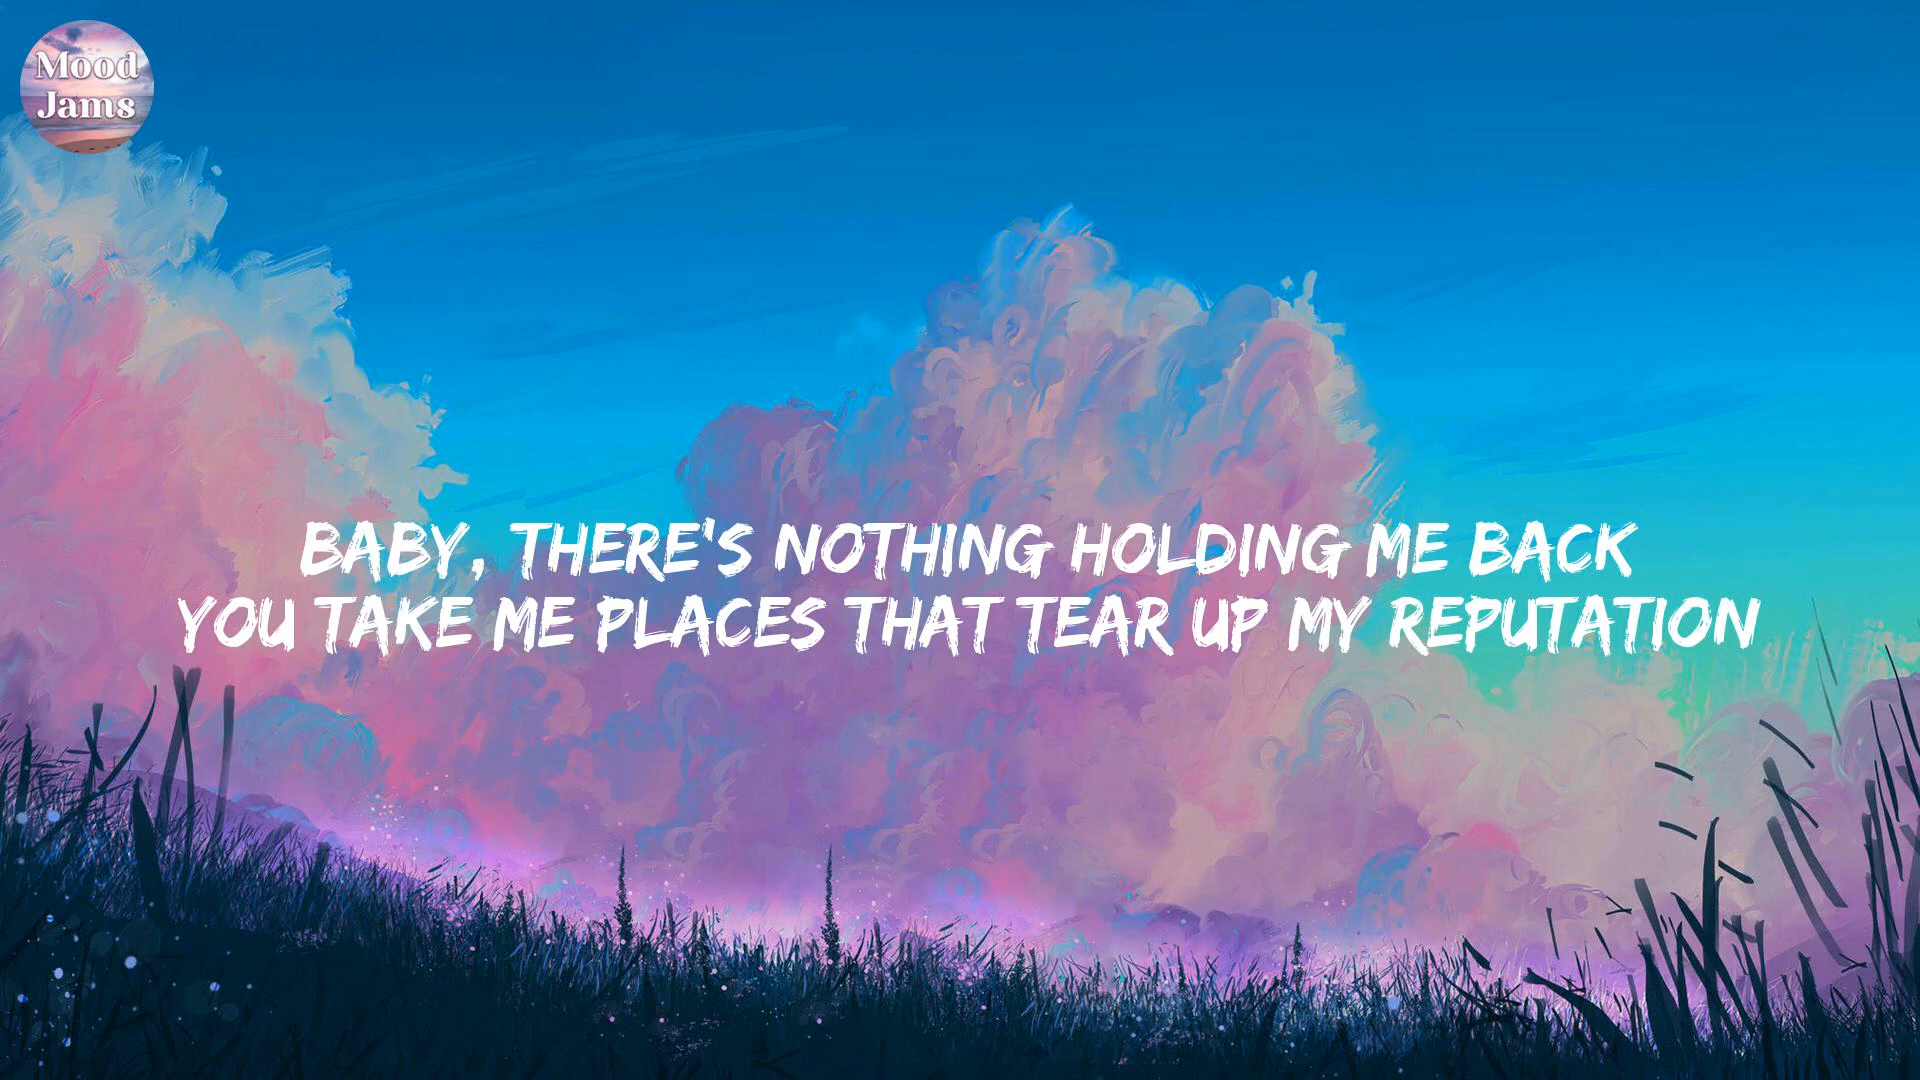 Mood
Jams
BABY, THERE'S NOTHING HOLDING ME BACK
YOU TAKE ME PLACES THAT TEAR UP MY REPUTATION